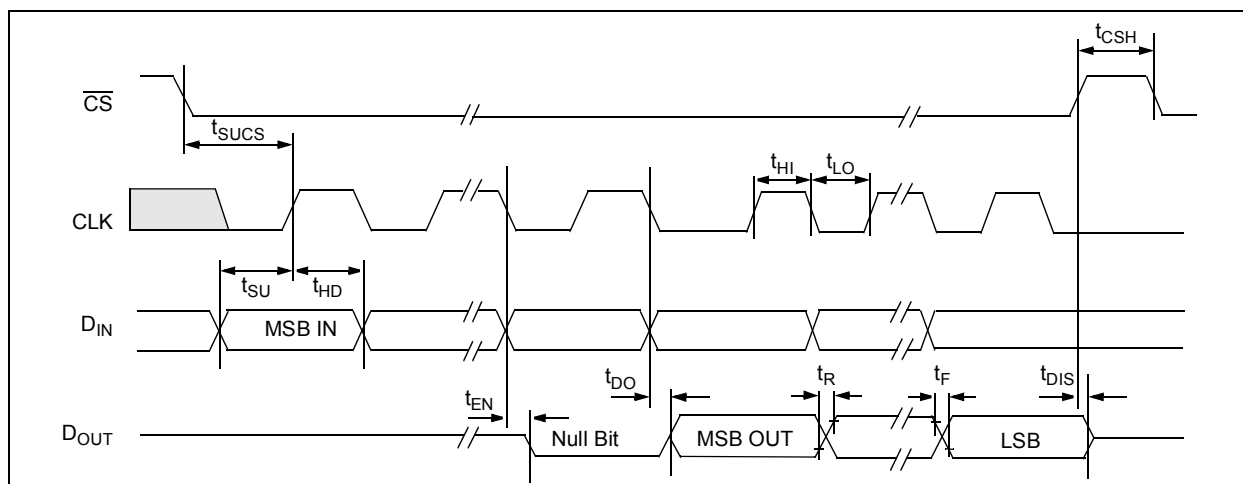 tCSH
CS
tSUCS
tHI tLO
CLK
tSU tHD
DIN MSB IN
tEN tDO tR tF tDIS
DOUT Null Bit MSB OUT LSB